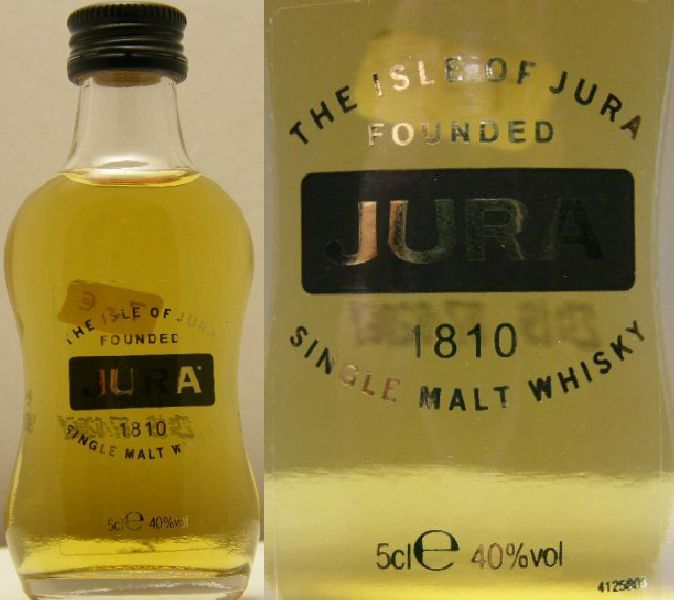 THE ISLE OF JURA
FOUNDED
JURA
1810
SINGLE MALT
5cl e 40%vol
THE ISLE OF JURA
FOUNDED
JURA
1810
SINGLE MALT WHISKY
5cl e 40%vol